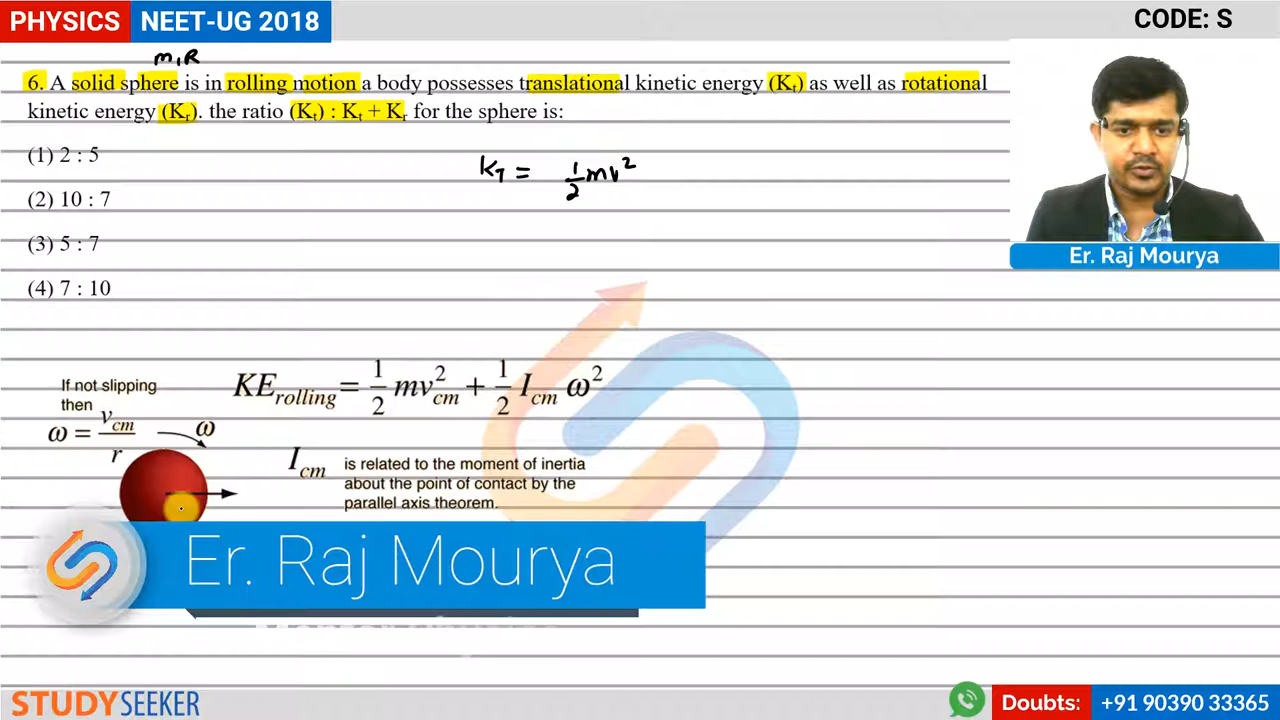 PHYSICS NEET-UG 2018
CODE: S
m, R
6. A solid sphere is in rolling motion a body possesses translational kinetic energy (Kt) as well as rotational
kinetic energy (Kr). the ratio (Kt) : Kt + Kr for the sphere is:
(1) 2 : 5
(2) 10 : 7
(3) 5 : 7
(4) 7 : 10
KT = 1/2 mv²
Er. Raj Mourya
If not slipping
then
ω = vcm / r
ω
KErolling = 1/2 mv²cm + 1/2 Icm ω²
Icm is related to the moment of inertia
about the point of contact by the
parallel axis theorem.
Er. Raj Mourya
STUDYSEEKER
Doubts: +91 90390 33365